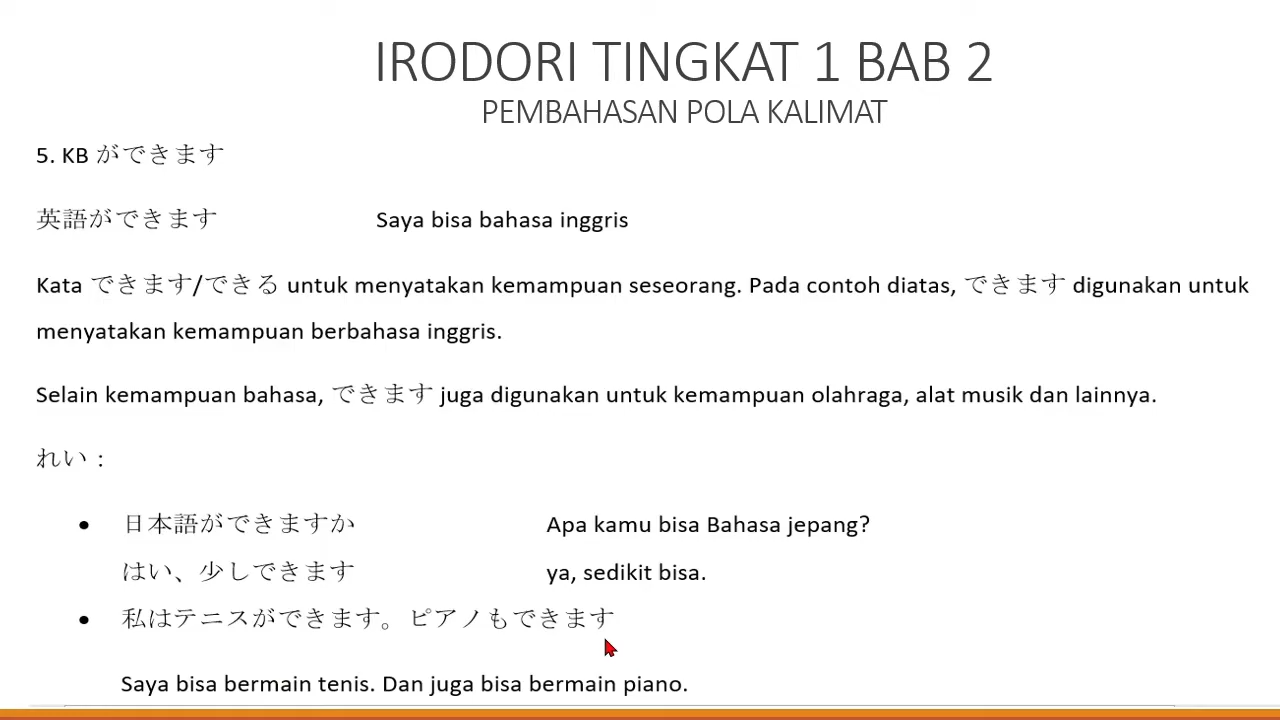 IRODORI TINGKAT 1 BAB 2
PEMBAHASAN POLA KALIMAT
5. KB ができます
英語ができます Saya bisa bahasa inggris
Kata できます/できる untuk menyatakan kemampuan seseorang. Pada contoh diatas, できます digunakan untuk
menyatakan kemampuan berbahasa inggris.
Selain kemampuan bahasa, できます juga digunakan untuk kemampuan olahraga, alat musik dan lainnya.
れい：
• 日本語ができますか Apa kamu bisa Bahasa jepang?
はい、少しできます ya, sedikit bisa.
• 私はテニスができます。ピアノもできます
Saya bisa bermain tenis. Dan juga bisa bermain piano.